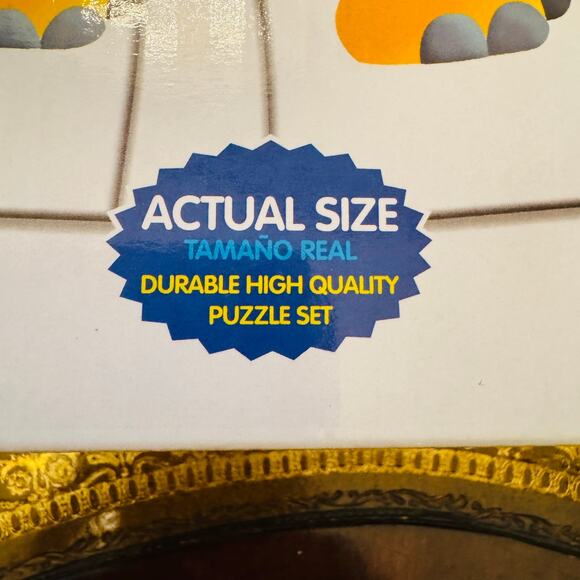 ACTUAL SIZE
TAMAÑO REAL
DURABLE HIGH QUALITY
PUZZLE SET